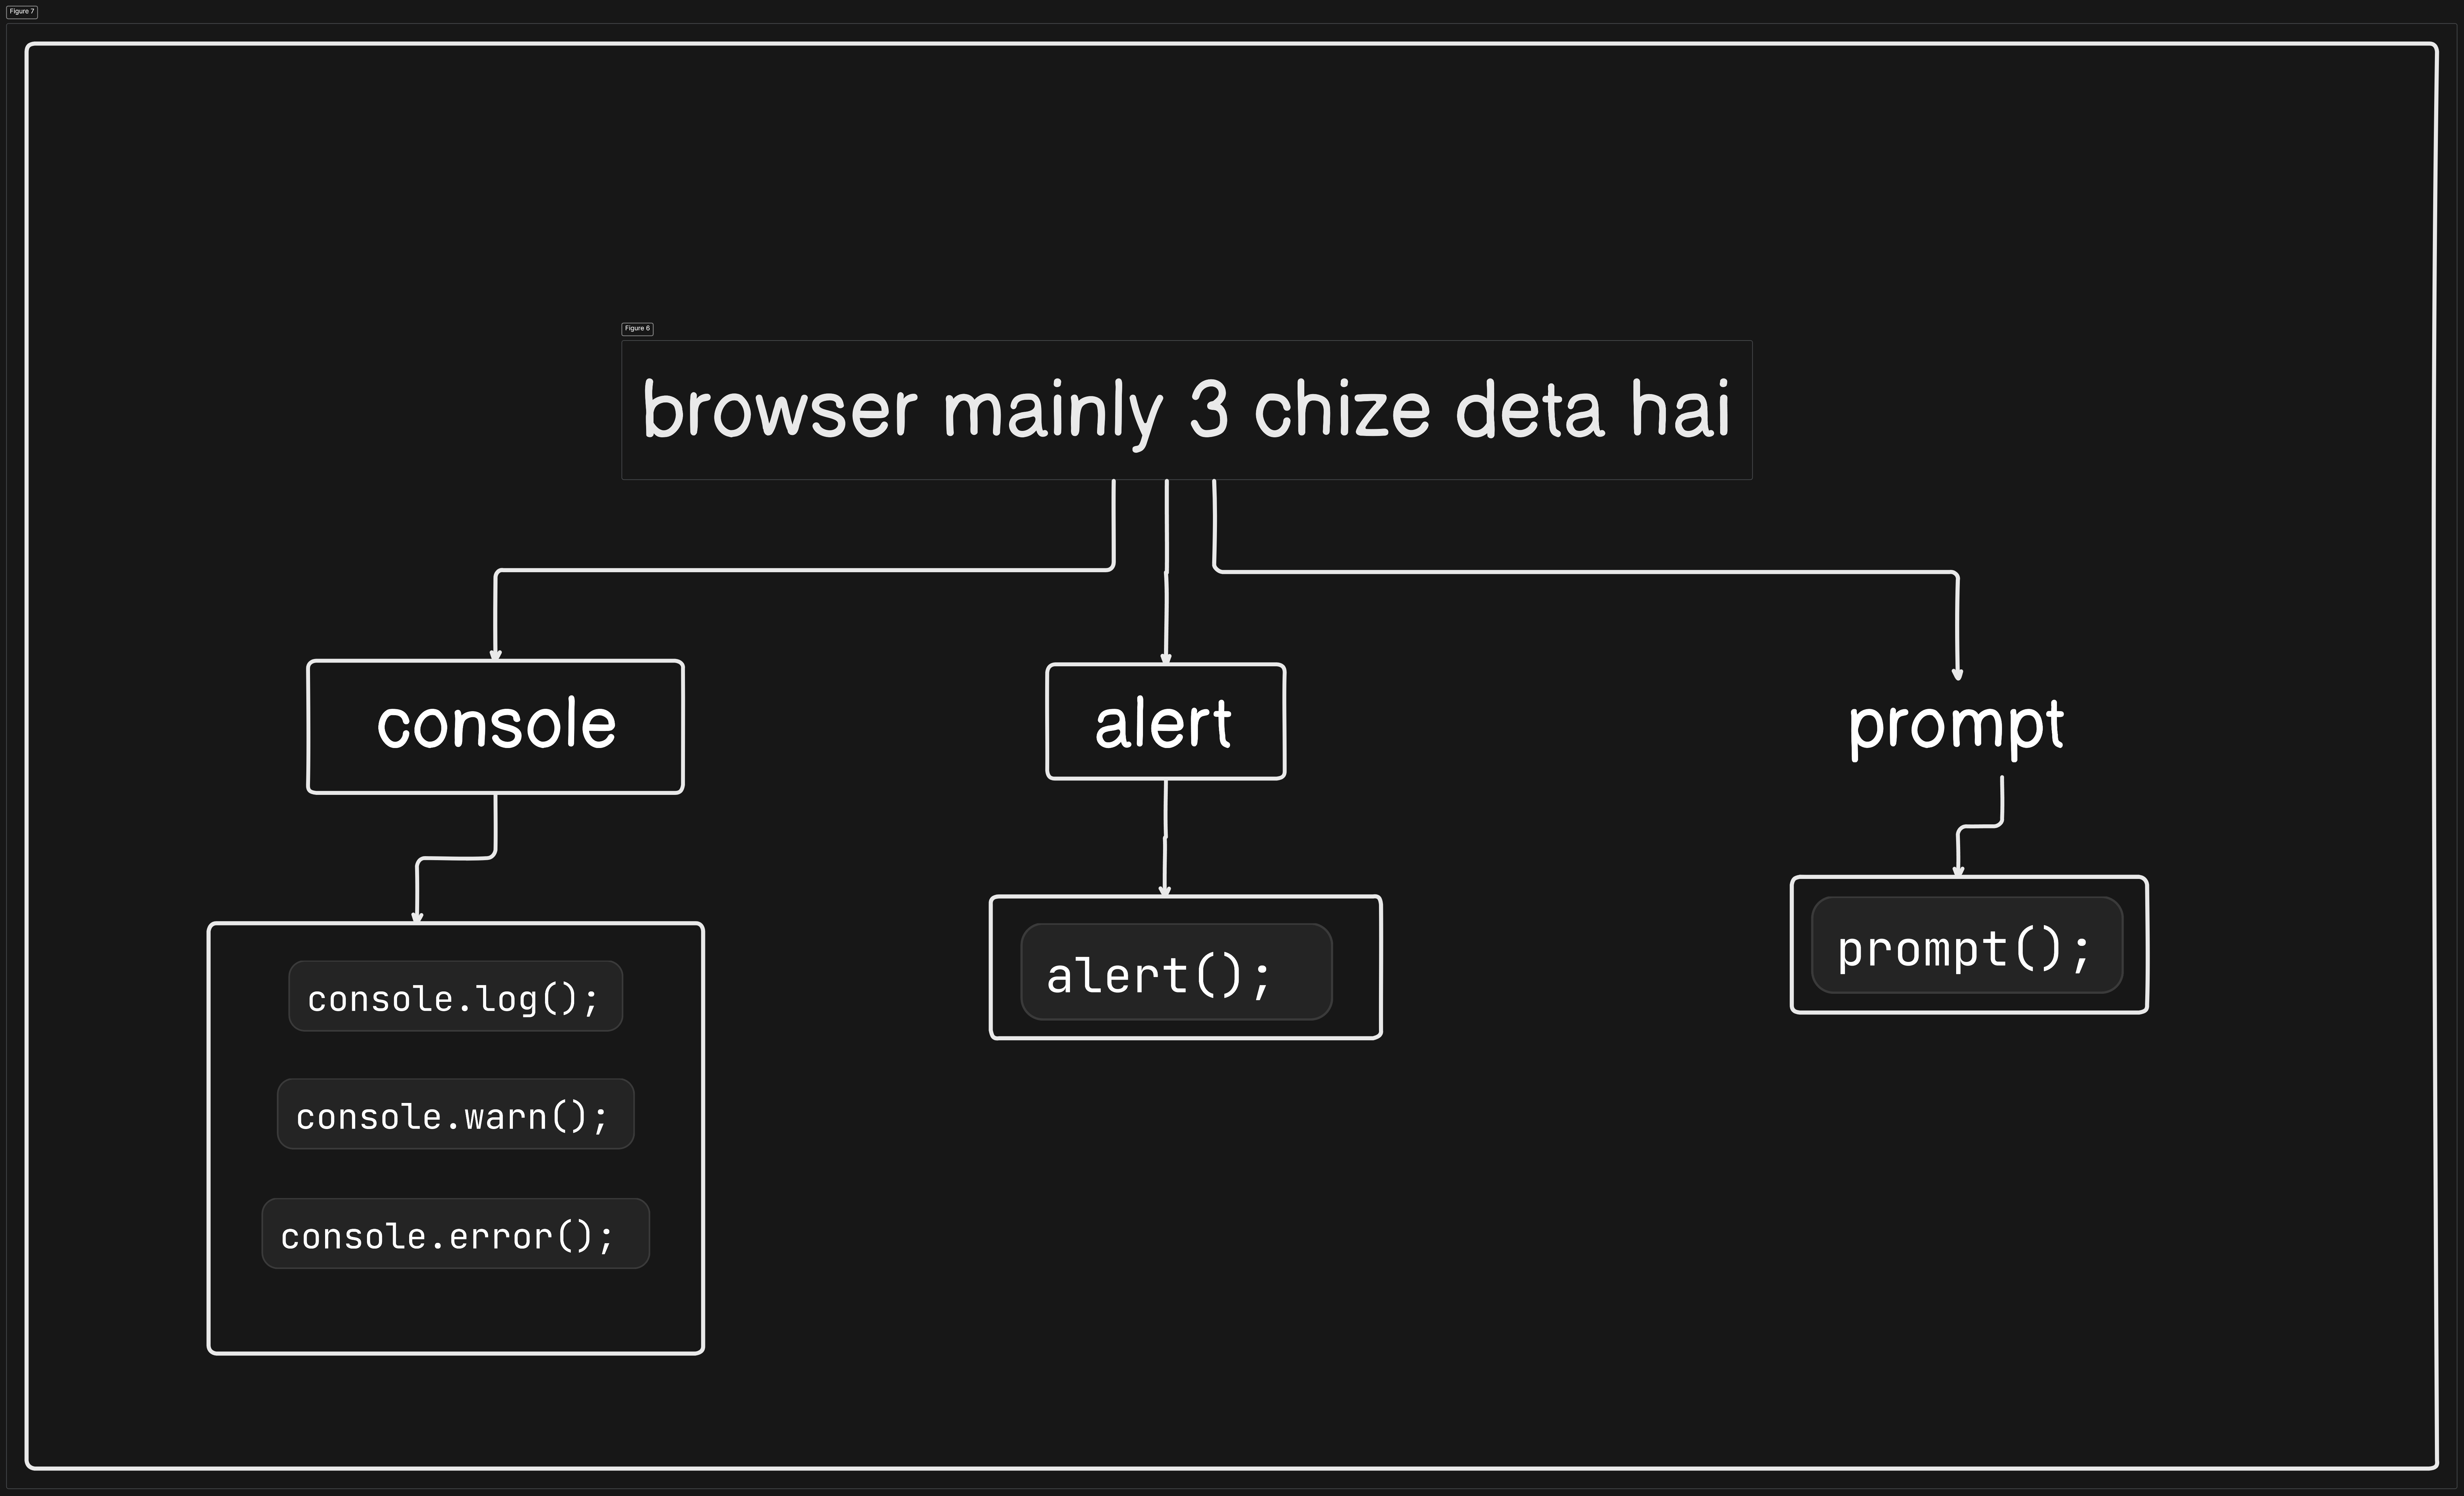 Figure 7
Figure 6
browser mainly 3 chize deta hai
console
alert
prompt
console.log();
console.warn();
console.error();
alert();
prompt();